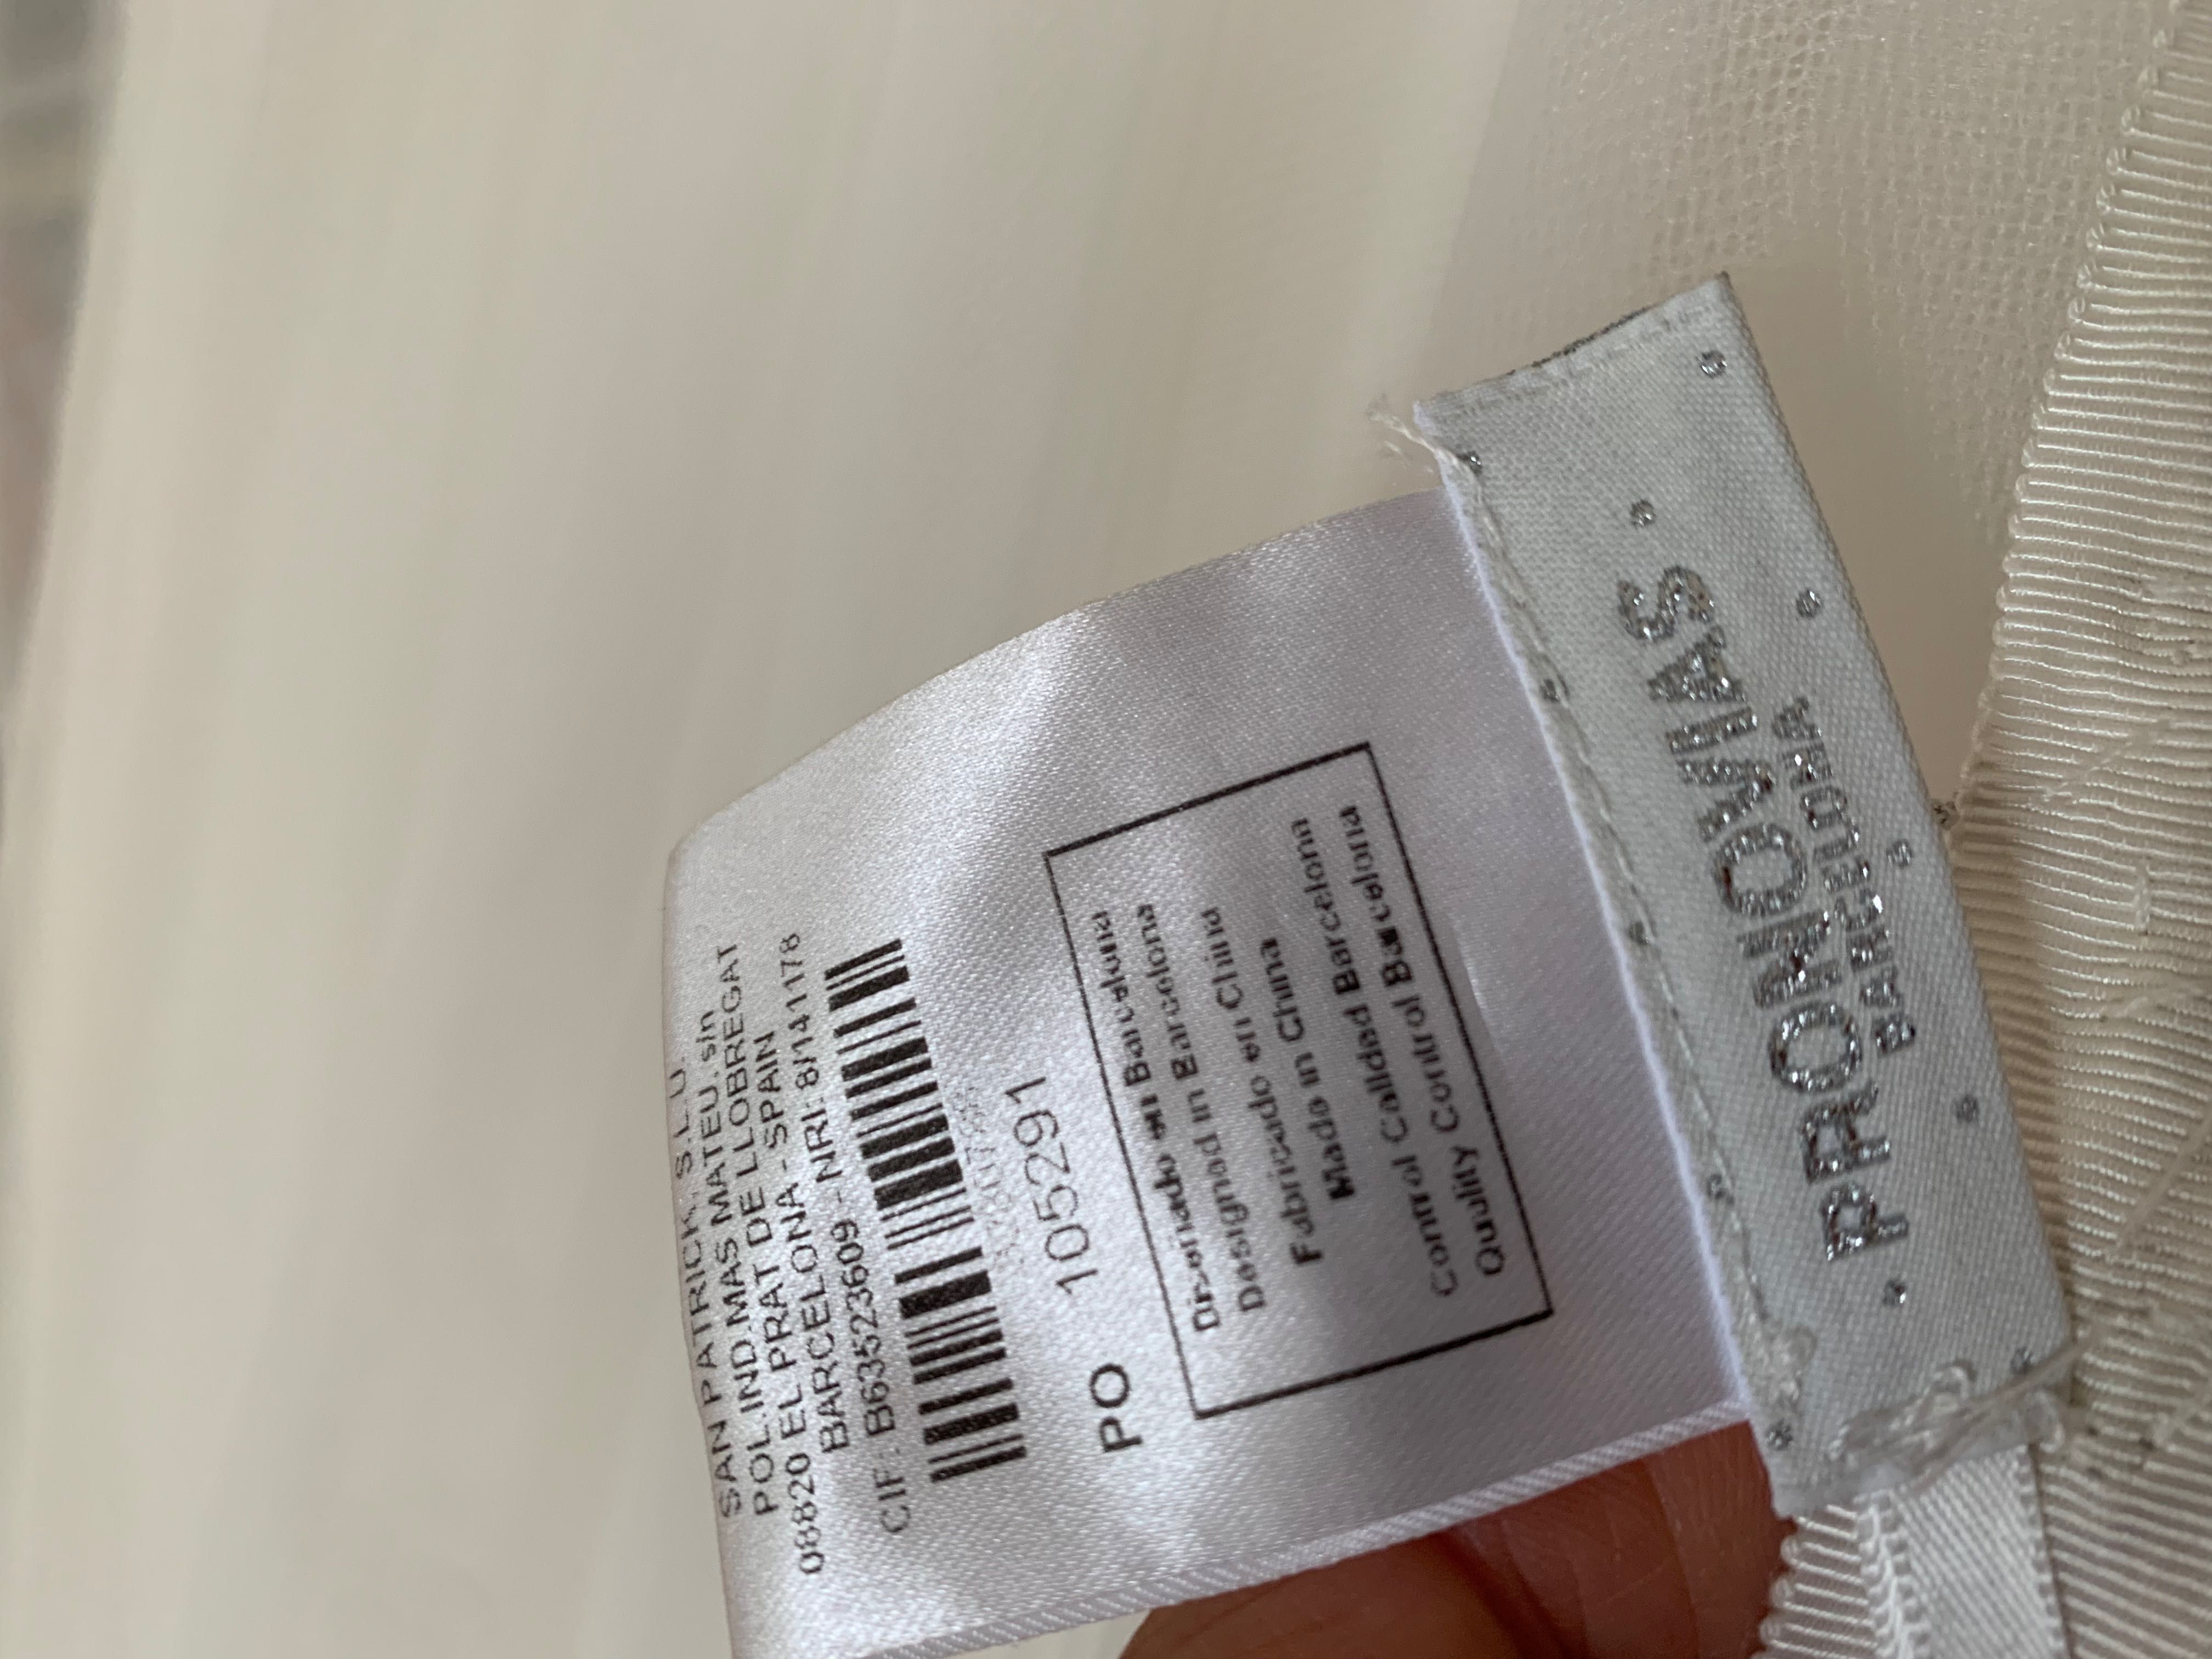 · PRONOVIAS ·
BARCELONA
Diseñado en Barcelona
Designed in Barcelona
Fabricado en China
Made in China
Control Calidad Barcelona
Quality Control Barcelona
PO 105291
CIF: B63523609 - NRI: 8/141178
BARCELONA - SPAIN
08820 EL PRAT DE LLOBREGAT
POL.IND.MAS MATEU, s/n
SAN PATRICK, S.L.U.